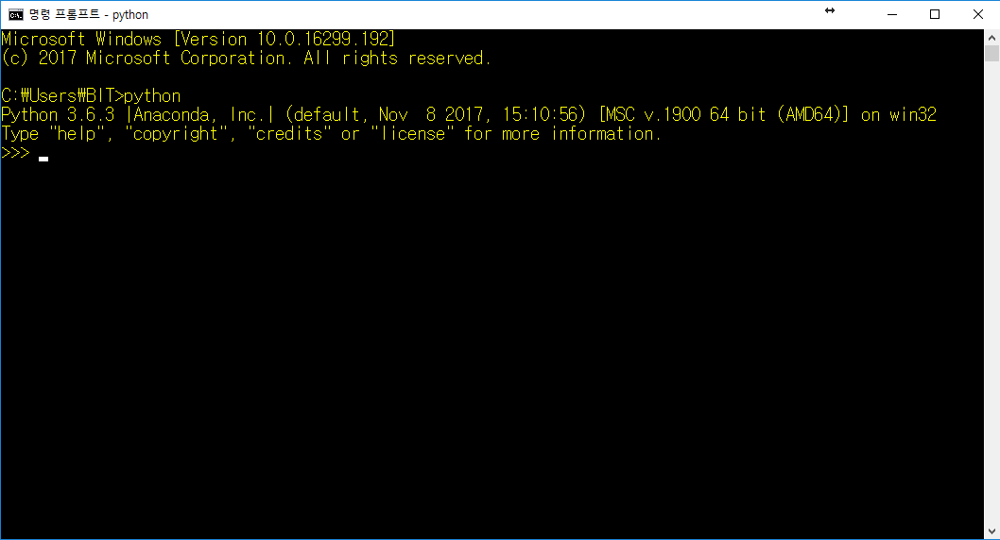 명령 프롬프트 - python
Microsoft Windows [Version 10.0.16299.192]
(c) 2017 Microsoft Corporation. All rights reserved.
C:₩Users₩BIT>python
Python 3.6.3 |Anaconda, Inc.| (default, Nov  8 2017, 15:10:56) [MSC v.1900 64 bit (AMD64)] on win32
Type "help", "copyright", "credits" or "license" for more information.
>>>